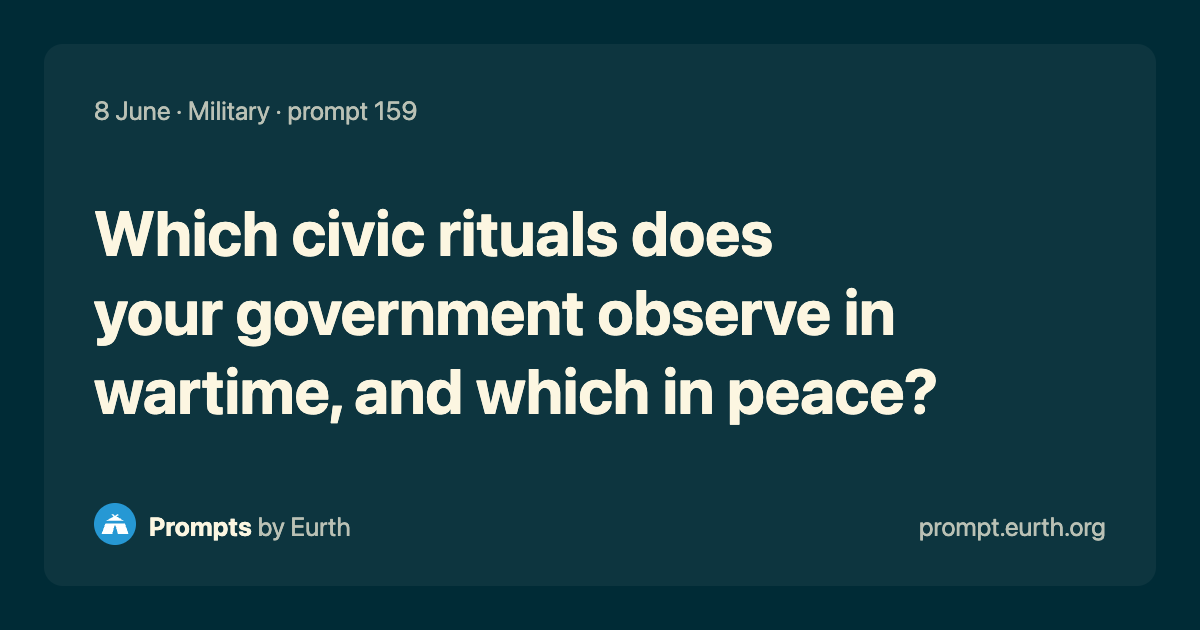 8 June · Military · prompt 159
Which civic rituals does
your government observe in
wartime, and which in peace?
Prompts by Eurth
prompt.eurth.org